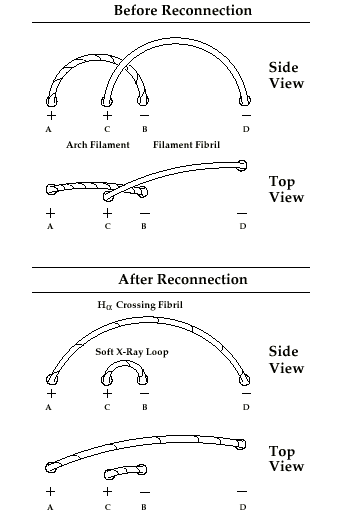 Before Reconnection
Side
View
+ + − −
A C B D
Arch Filament Filament Fibril
Top
View
+ + − −
A C B D
After Reconnection
Hα Crossing Fibril
Soft X-Ray Loop
Side
View
+ + − −
A C B D
Top
View
+ + − −
A C B D